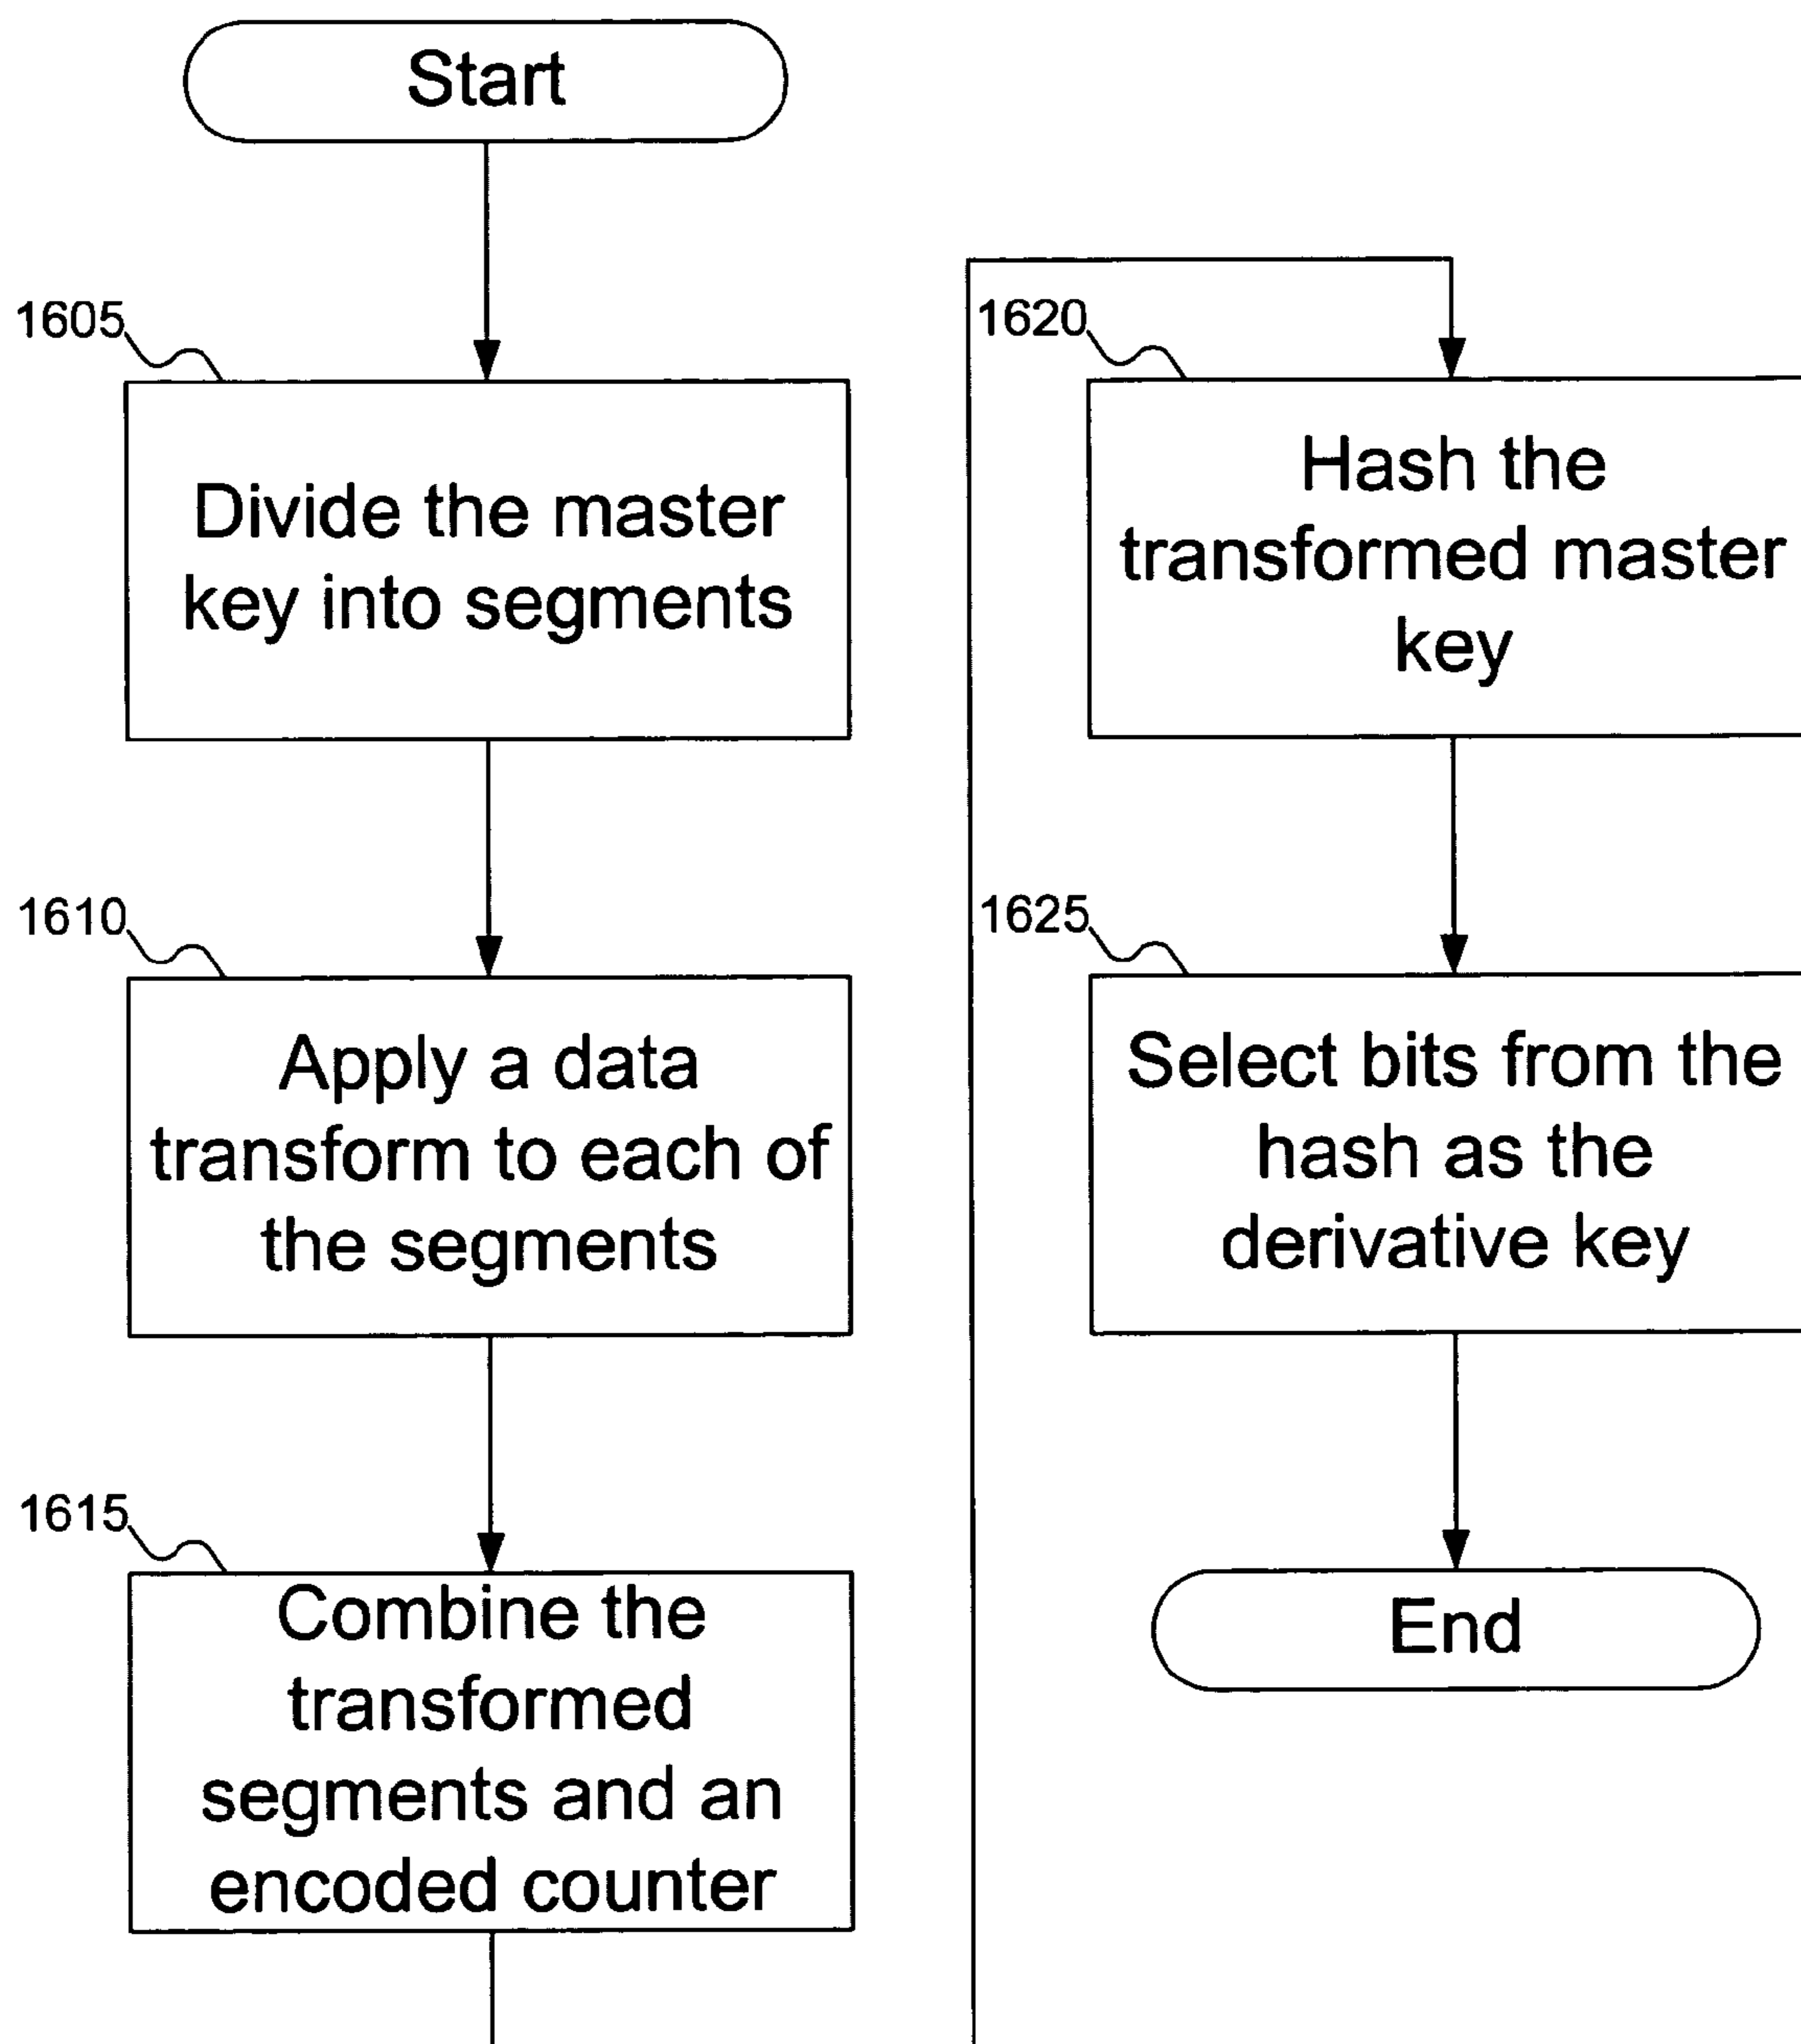 Start
1605
Divide the master
key into segments
1610
Apply a data
transform to each of
the segments
1615
Combine the
transformed
segments and an
encoded counter
1620
Hash the
transformed master
key
1625
Select bits from the
hash as the
derivative key
End